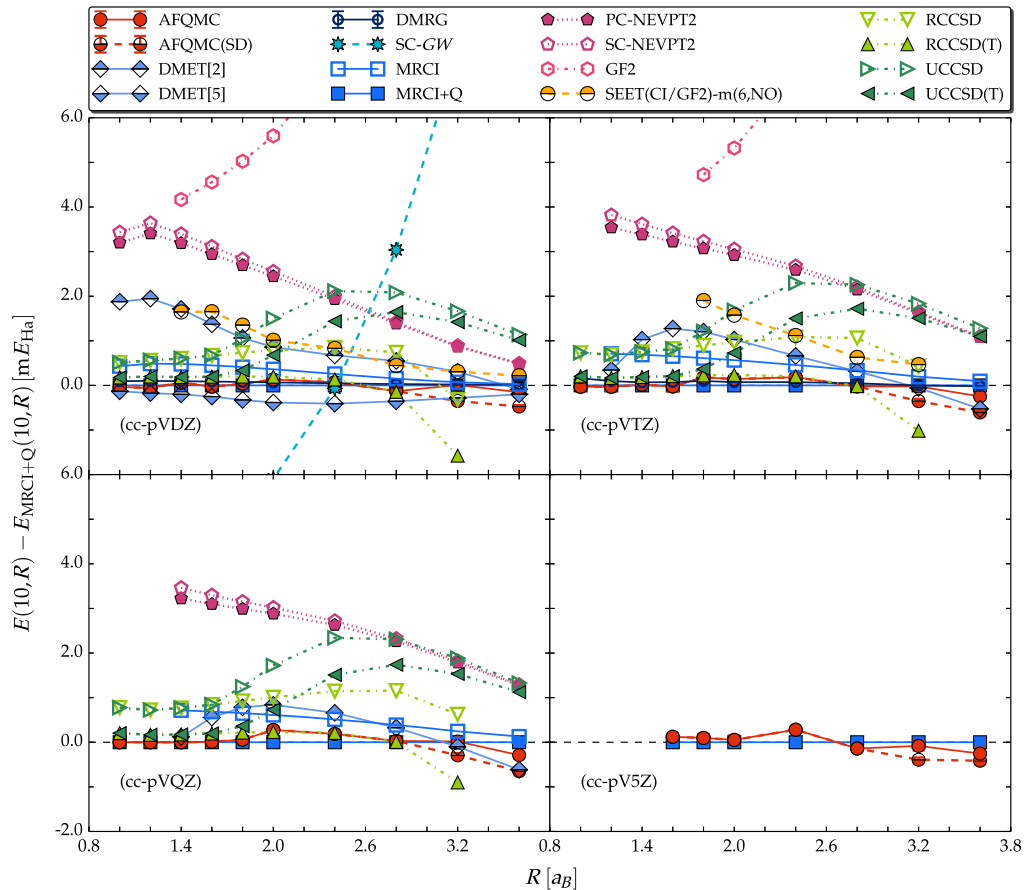 AFQMC DMRG PC-NEVPT2 RCCSD
AFQMC(SD) SC-GW SC-NEVPT2 RCCSD(T)
DMET[2] MRCI GF2 UCCSD
DMET[5] MRCI+Q SEET(CI/GF2)-m(6,NO) UCCSD(T)
6.0
4.0
2.0
0.0
6.0
(cc-pVDZ) (cc-pVTZ)
4.0
2.0
0.0
-2.0
(cc-pVQZ) (cc-pV5Z)
0.8 1.4 2.0 2.6 3.2 0.8 1.4 2.0 2.6 3.2 3.8
E(10,R) − E_MRCI+Q(10,R) [mE_Ha]
R [a_B]